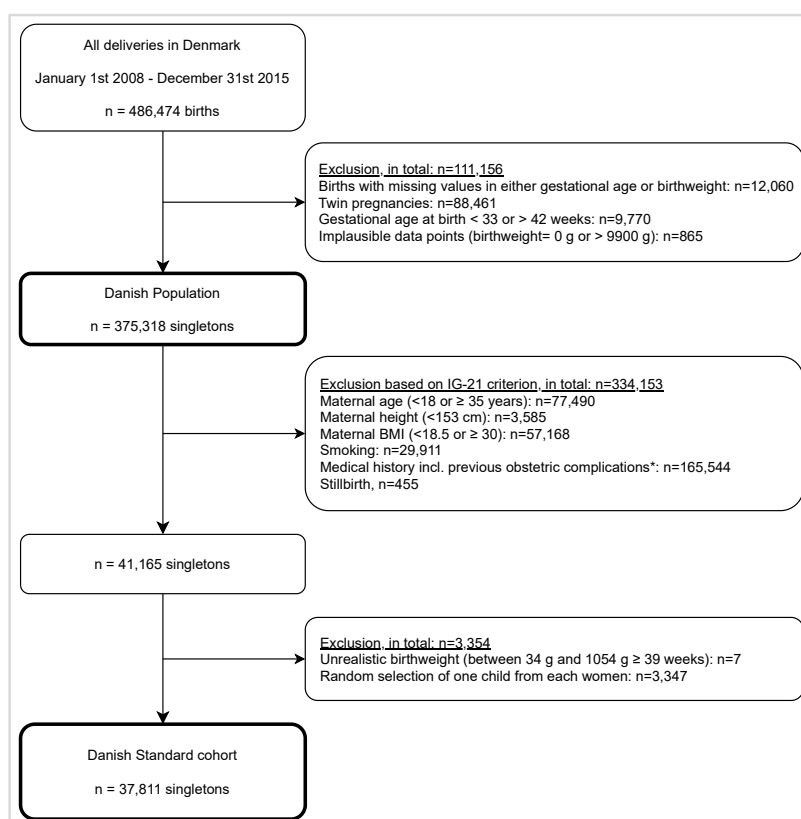 All deliveries in Denmark
January 1st 2008 - December 31st 2015
n = 486,474 births
Exclusion, in total: n=111,156
Births with missing values in either gestational age or birthweight: n=12,060
Twin pregnancies: n=88,461
Gestational age at birth < 33 or > 42 weeks: n=9,770
Implausible data points (birthweight= 0 g or > 9900 g): n=865
Danish Population
n = 375,318 singletons
Exclusion based on IG-21 criterion, in total: n=334,153
Maternal age (<18 or ≥ 35 years): n=77,490
Maternal height (<153 cm): n=3,585
Maternal BMI (<18.5 or ≥ 30): n=57,168
Smoking: n=29,911
Medical history incl. previous obstetric complications*: n=165,544
Stillbirth, n=455
n = 41,165 singletons
Exclusion, in total: n=3,354
Unrealistic birthweight (between 34 g and 1054 g ≥ 39 weeks): n=7
Random selection of one child from each women: n=3,347
Danish Standard cohort
n = 37,811 singletons